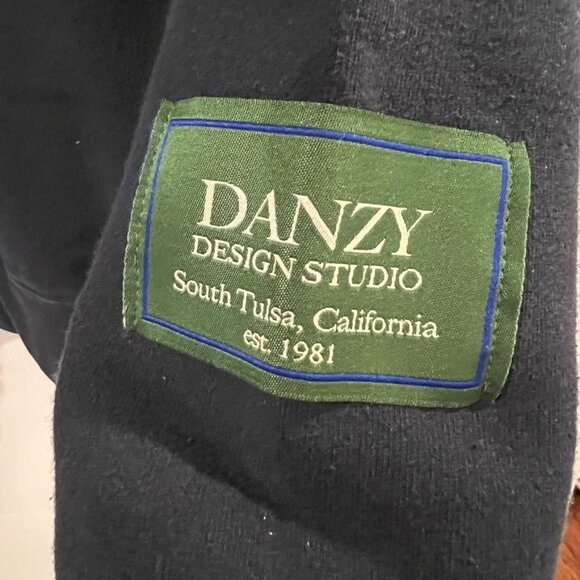 DANZY
DESIGN STUDIO
South Tulsa, California
est. 1981